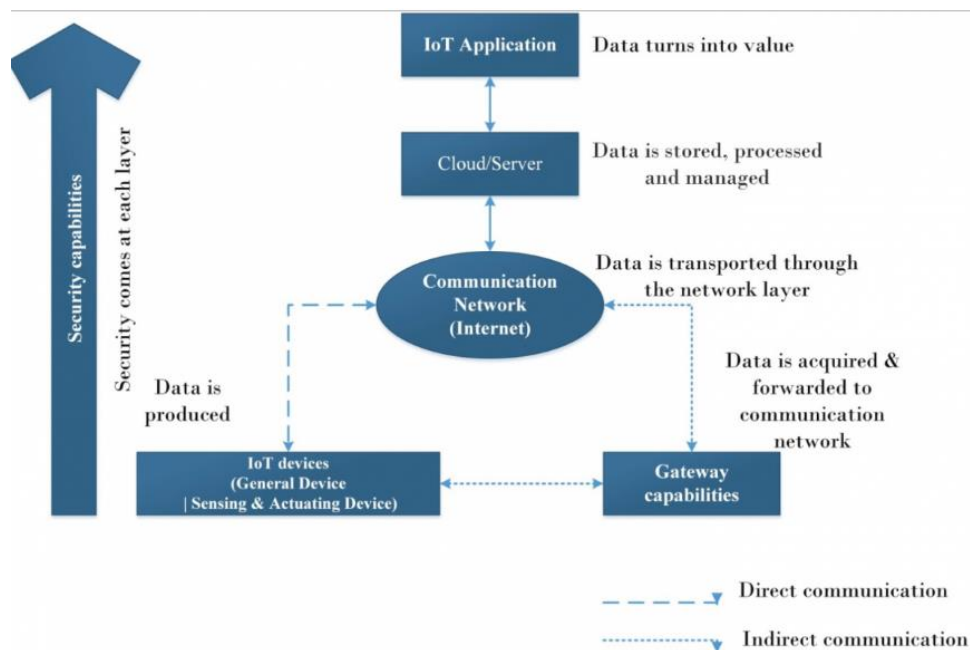 IoT Application
Data turns into value
Cloud/Server
Data is stored, processed
and managed
Security capabilities
Security comes at each layer
Communication
Network
(Internet)
Data is transported through
the network layer
Data is
produced
Data is acquired &
forwarded to
communication
network
IoT devices
(General Device
| Sensing & Actuating Device)
Gateway
capabilities
Direct communication
Indirect communication